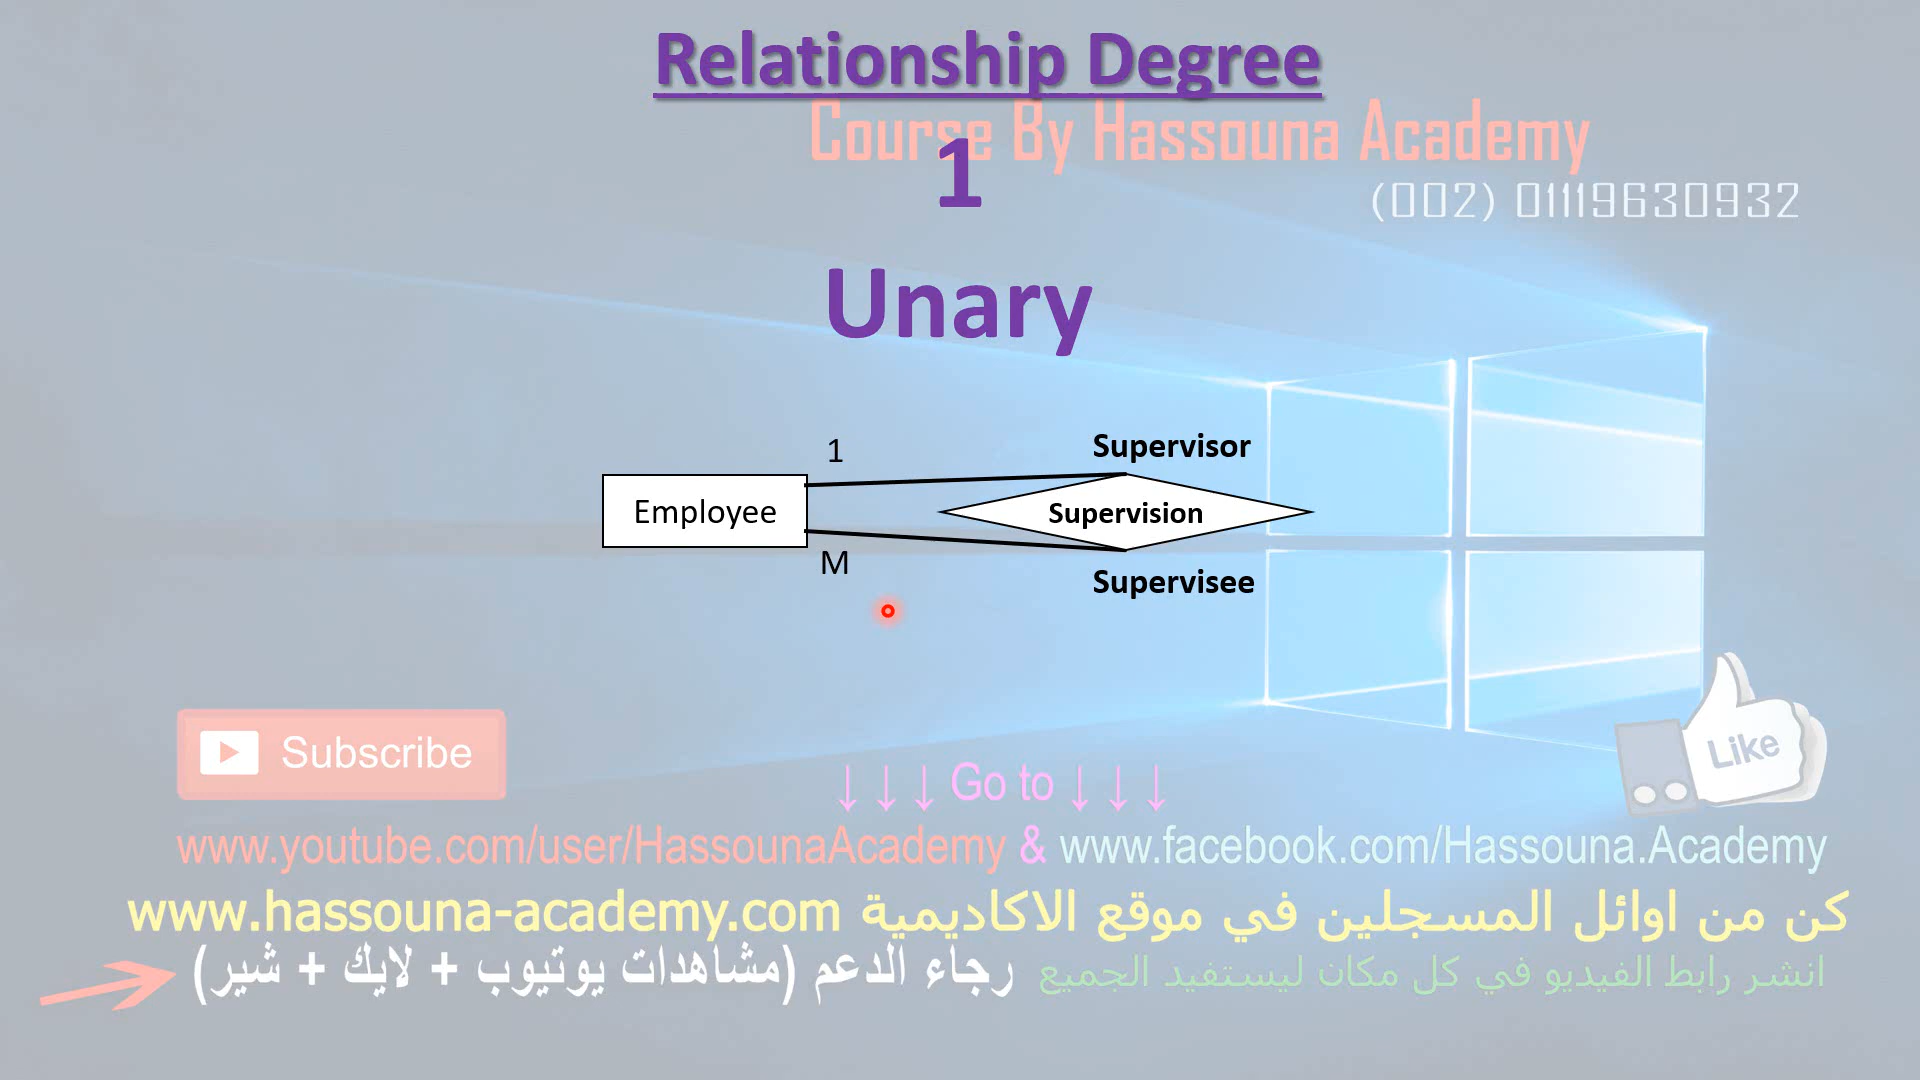 Relationship Degree
Course By Hassouna Academy
1
(002) 01119630932
Unary
1
Supervisor
Employee
Supervision
M
Supervisee
Subscribe
Like
↓ ↓ ↓ Go to ↓ ↓ ↓
www.youtube.com/user/HassounaAcademy & www.facebook.com/Hassouna.Academy
كن من اوائل المسجلين في موقع الاكاديمية www.hassouna-academy.com
انشر رابط الفيديو في كل مكان ليستفيد الجميع رجاء الدعم (مشاهدات يوتيوب + لايك + شير)